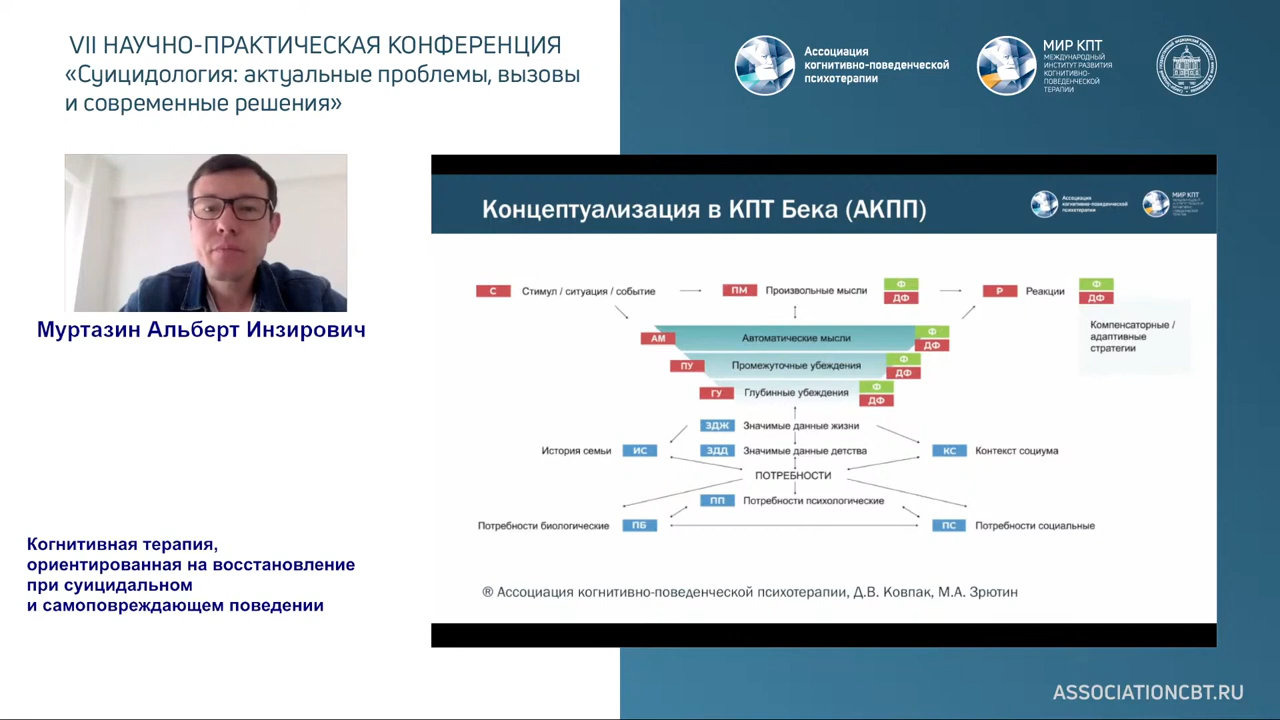 VII НАУЧНО-ПРАКТИЧЕСКАЯ КОНФЕРЕНЦИЯ
«Суицидология: актуальные проблемы, вызовы
и современные решения»
Ассоциация
когнитивно-поведенческой
психотерапии
МИР КПТ
МЕЖДУНАРОДНЫЙ
ИНСТИТУТ РАЗВИТИЯ
КОГНИТИВНО-
ПОВЕДЕНЧЕСКОЙ
ТЕРАПИИ
Муртазин Альберт Инзирович
Когнитивная терапия,
ориентированная на восстановление
при суицидальном
и самоповреждающем поведении
Концептуализация в КПТ Бека (АКПП)
Ассоциация
когнитивно-поведенческой
психотерапии
МИР КПТ
С Стимул / ситуация / событие ПМ Произвольные мысли Ф ДФ Р Реакции Ф ДФ
Компенсаторные /
адаптивные
стратегии
АМ Автоматические мысли Ф ДФ
ПУ Промежуточные убеждения Ф ДФ
ГУ Глубинные убеждения Ф ДФ
ЗДЖ Значимые данные жизни
История семьи ИС ЗДД Значимые данные детства КС Контекст социума
ПОТРЕБНОСТИ
ПП Потребности психологические
Потребности биологические ПБ ПС Потребности социальные
® Ассоциация когнитивно-поведенческой психотерапии, Д.В. Ковпак, М.А. Зрютин
ASSOCIATIONCBT.RU